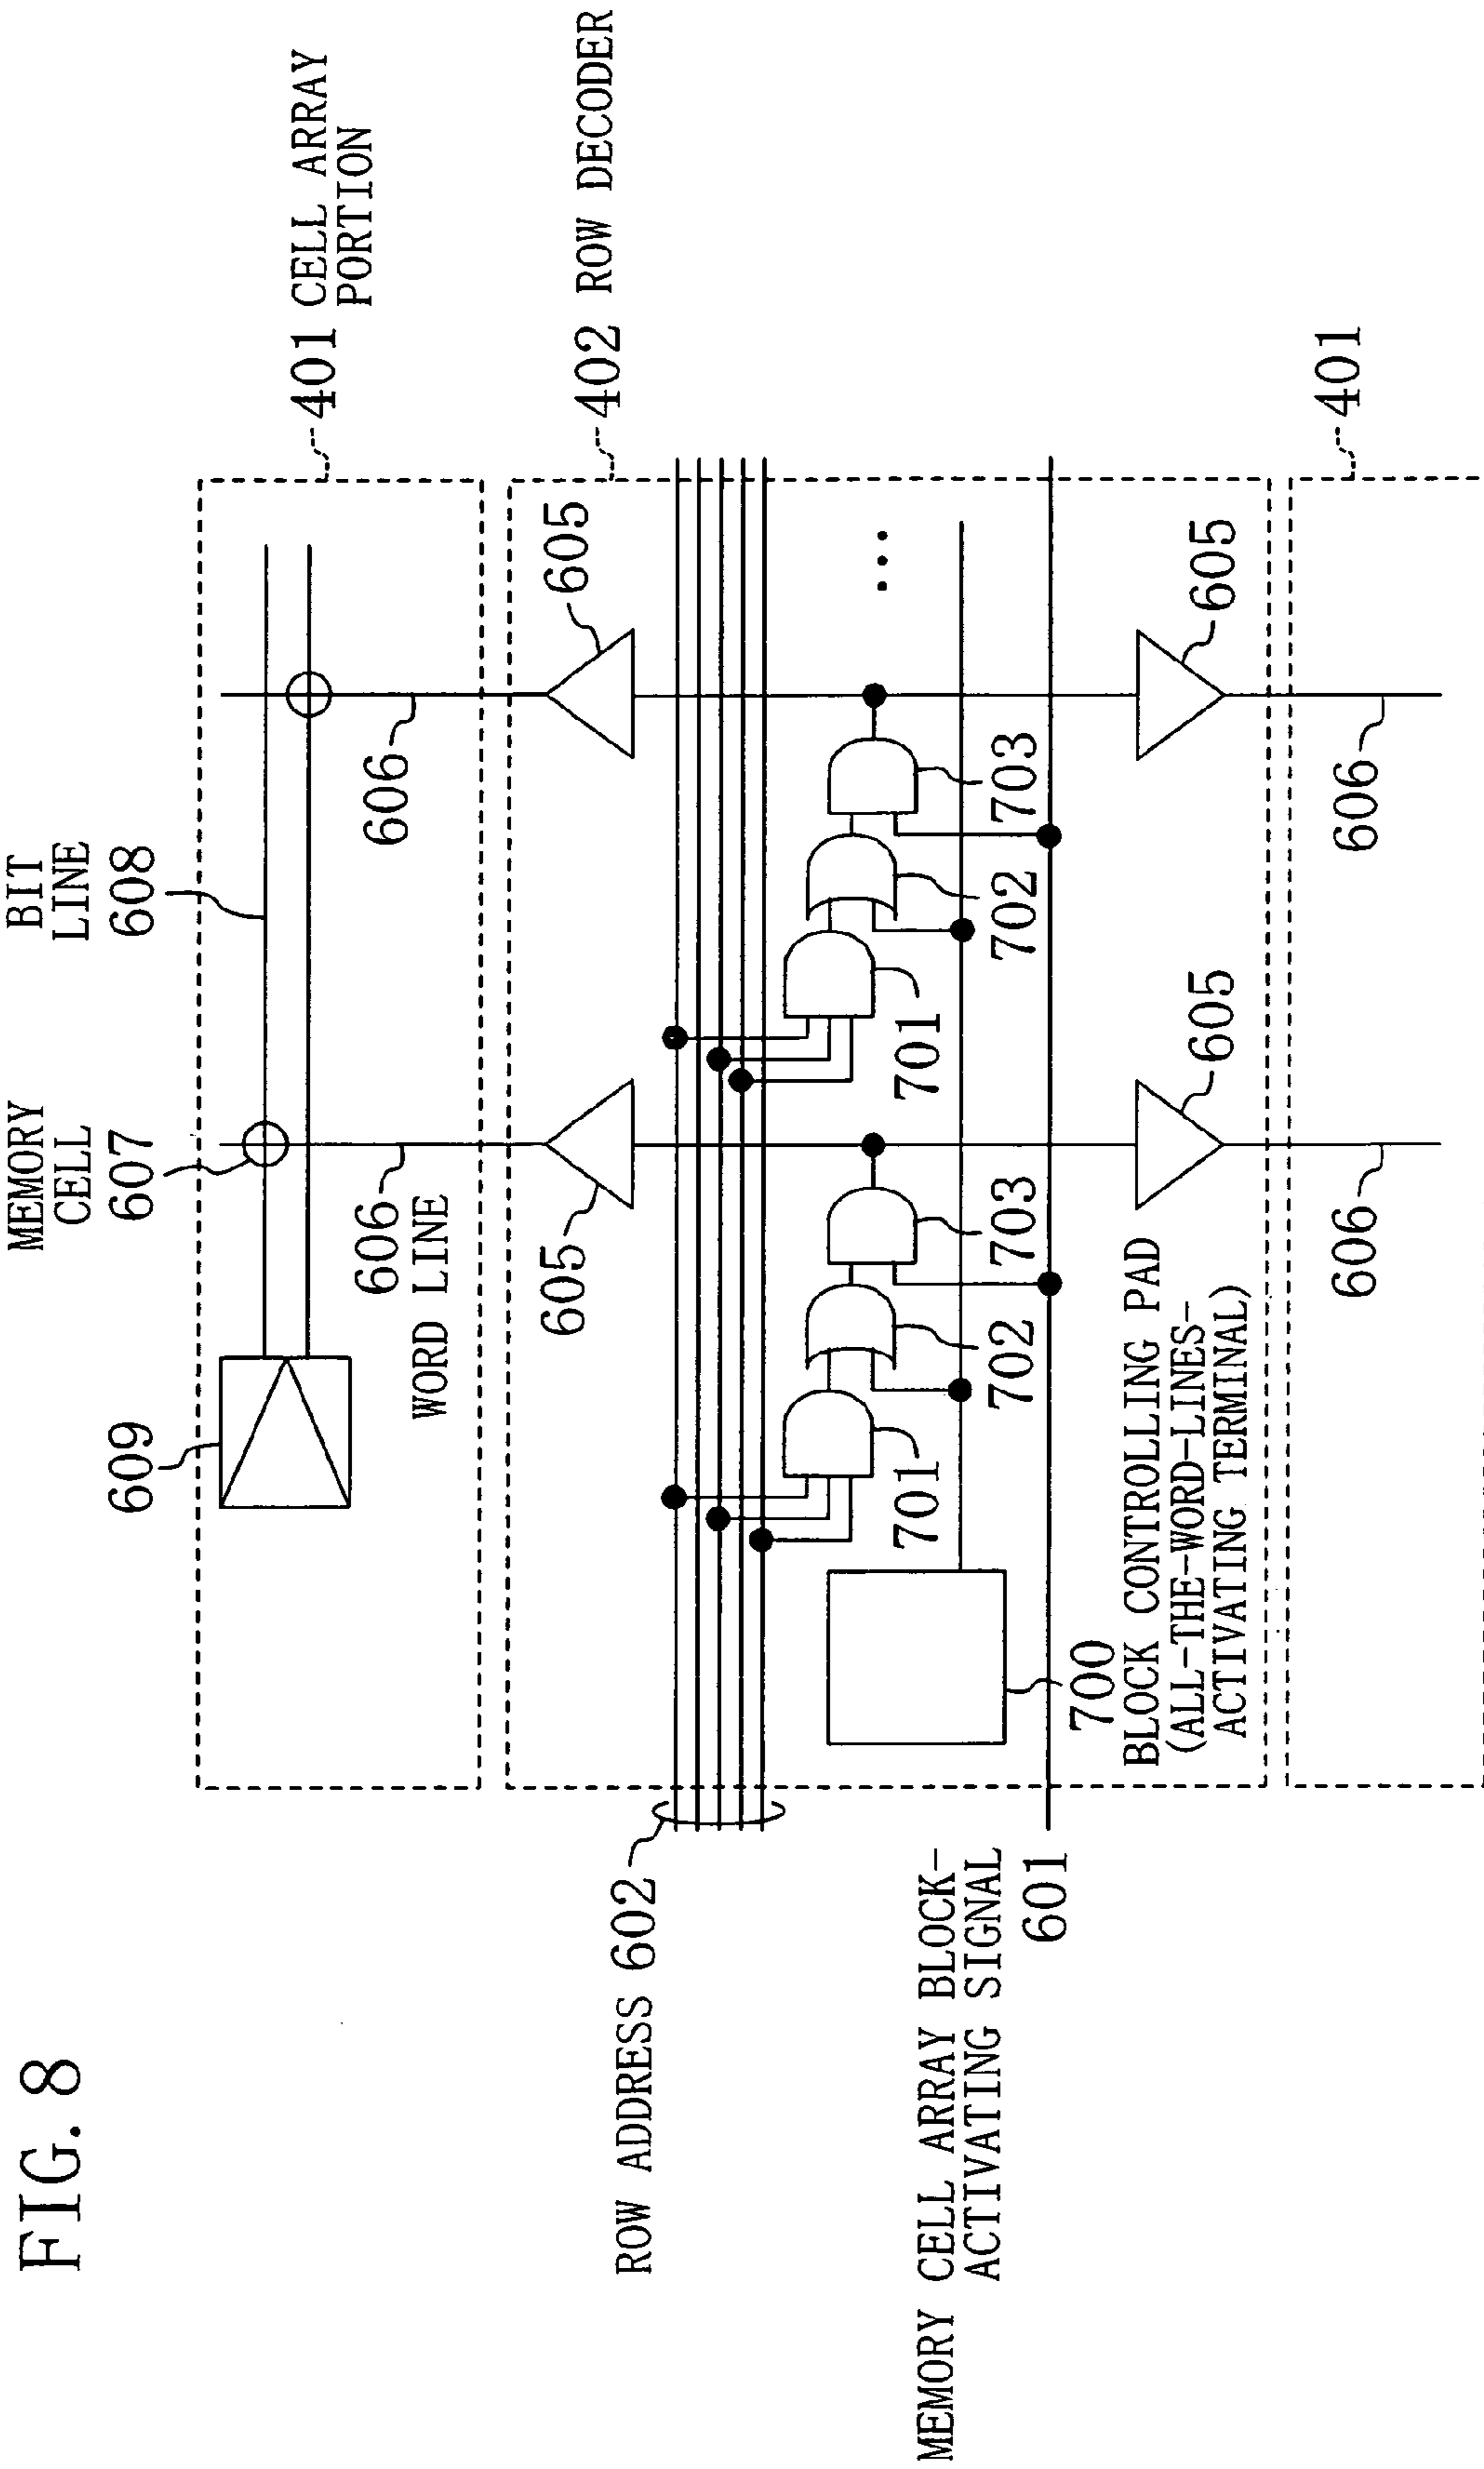 FIG. 8
MEMORY
CELL
607
BIT
LINE
608
609
401 CELL ARRAY
PORTION
606
WORD LINE
606
402 ROW DECODER
605
605
ROW ADDRESS 602
701
701
702
702
703
703
...
MEMORY CELL ARRAY BLOCK-
ACTIVATING SIGNAL
601
700
BLOCK CONTROLLING PAD
(ALL-THE-WORD-LINES-
ACTIVATING TERMINAL)
605
605
606
606
401